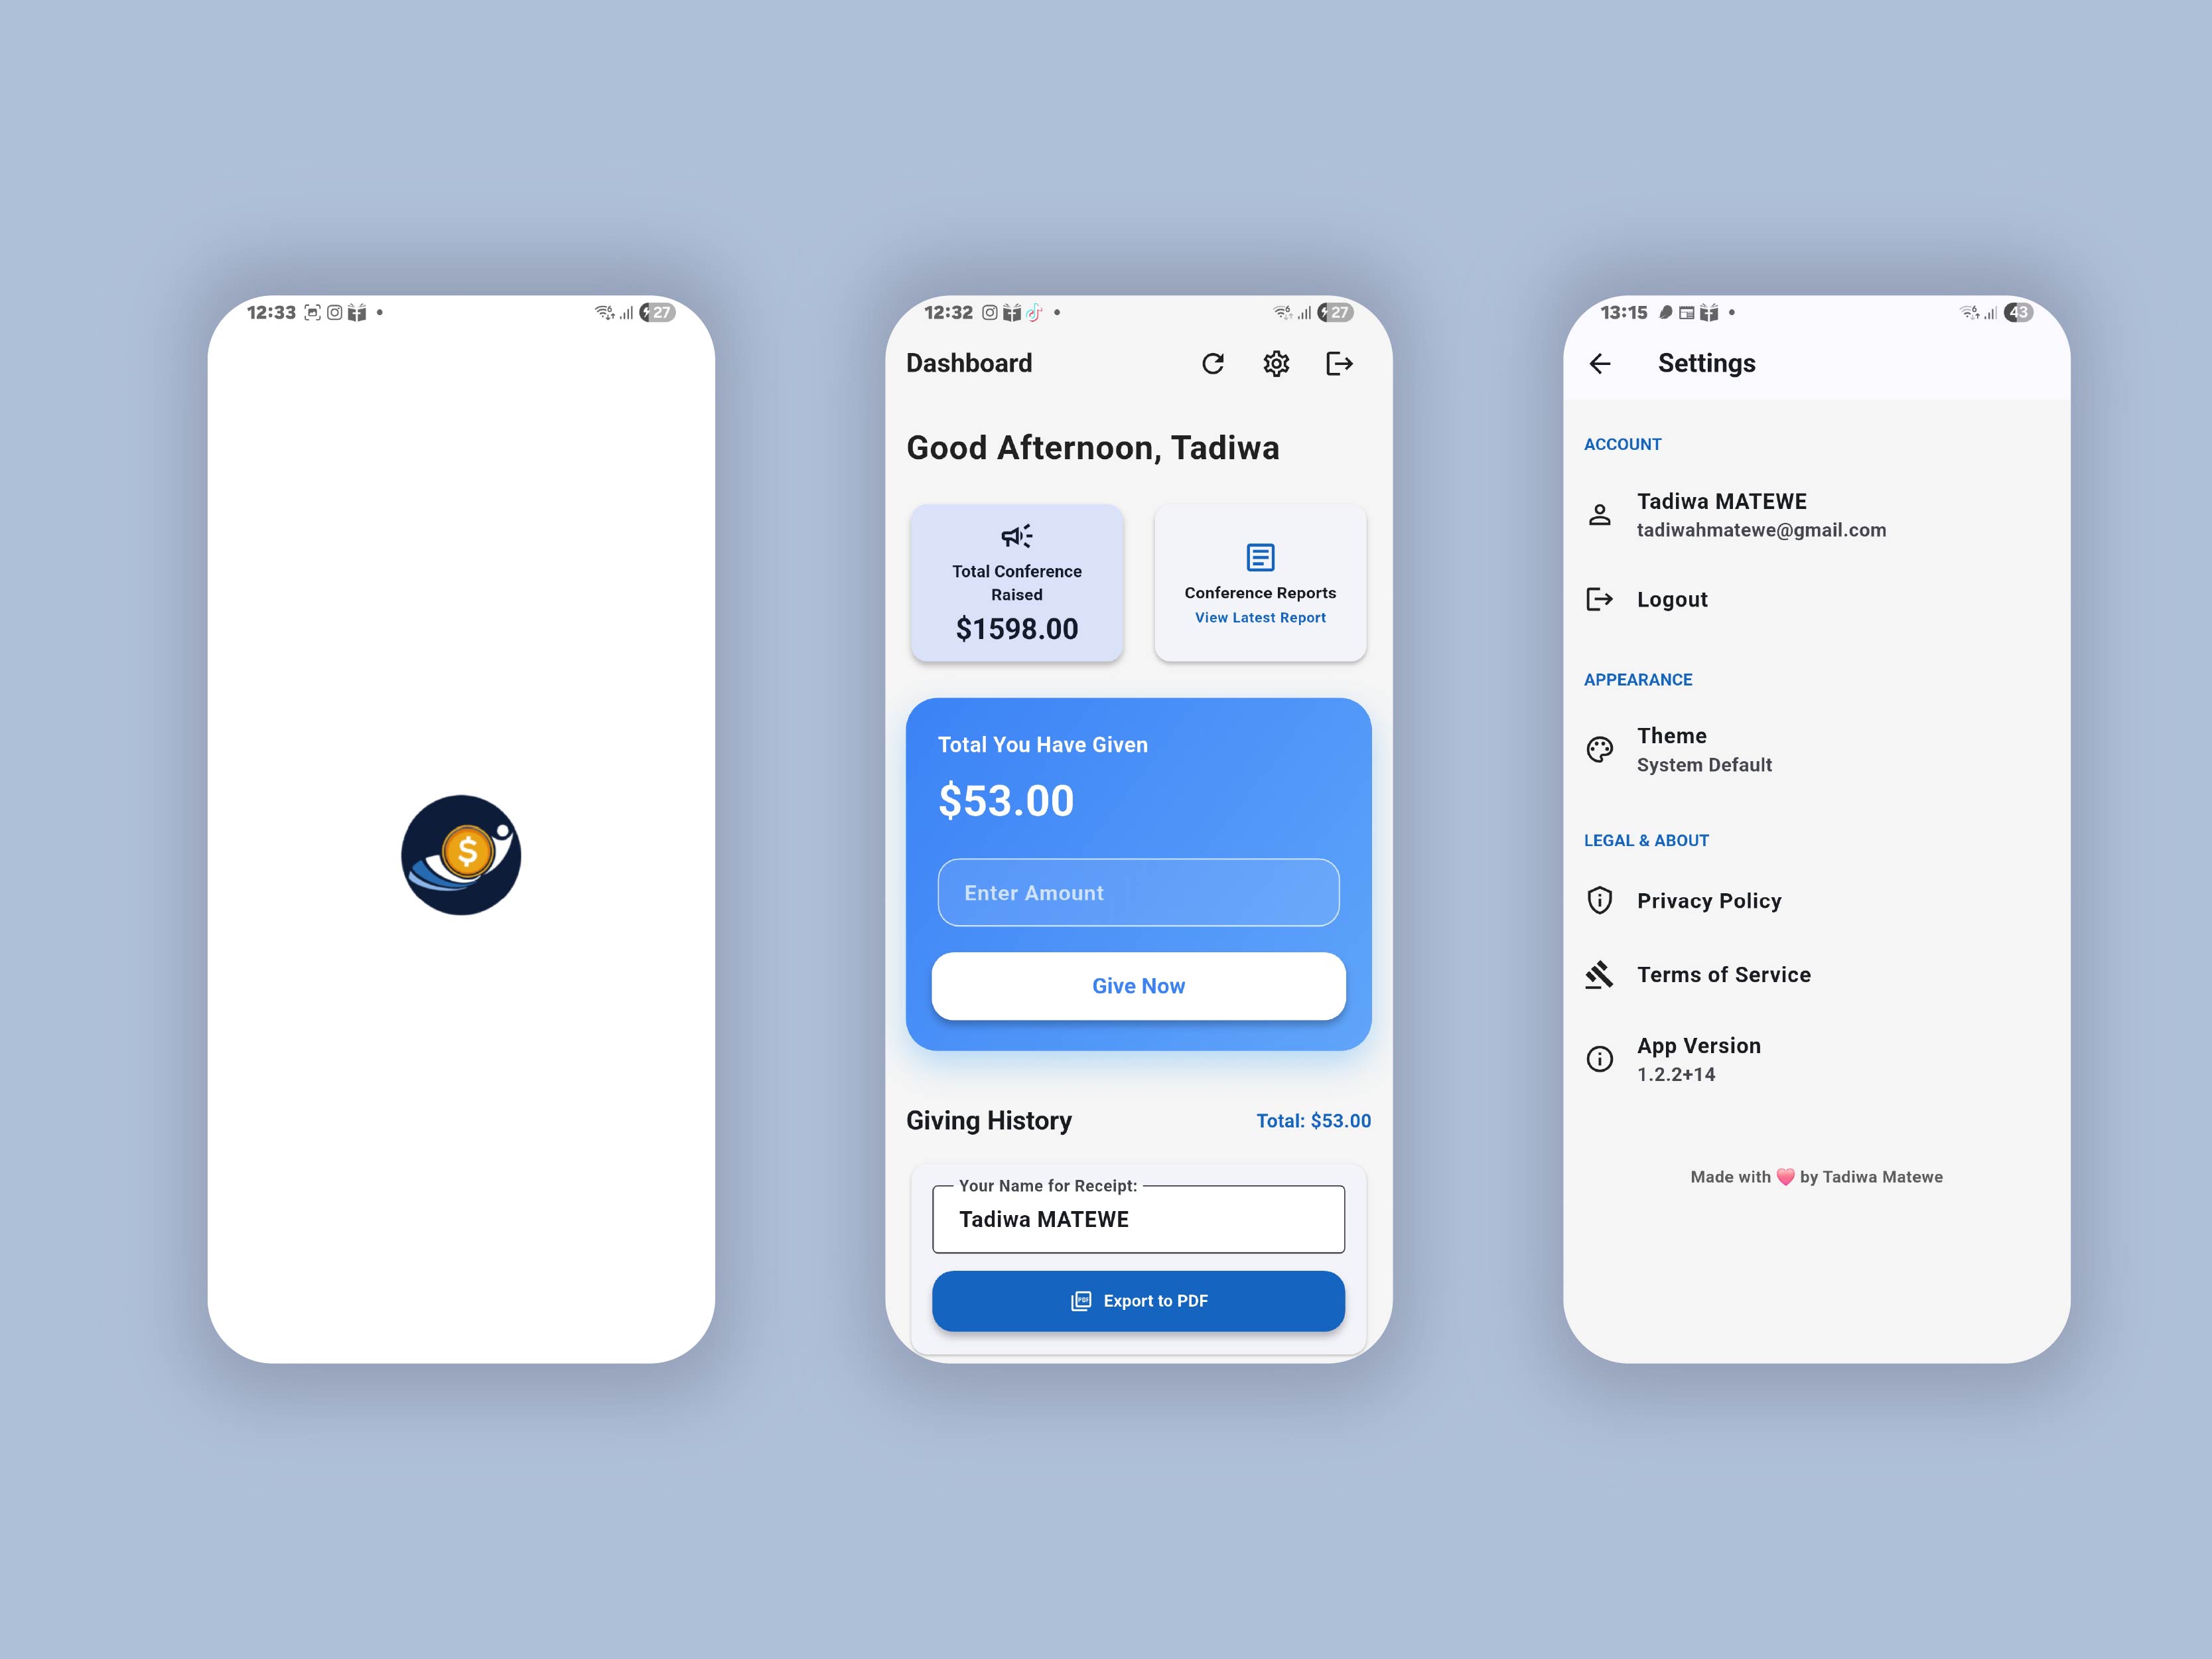 12:33
27
$
12:32
27
Dashboard
Good Afternoon, Tadiwa
Total Conference
Raised
$1598.00
Conference Reports
View Latest Report
Total You Have Given
$53.00
Enter Amount
Give Now
Giving History
Total: $53.00
Your Name for Receipt:
Tadiwa MATEWE
PDF
Export to PDF
13:15
43
Settings
ACCOUNT
Tadiwa MATEWE
tadiwahmatewe@gmail.com
Logout
APPEARANCE
Theme
System Default
LEGAL & ABOUT
Privacy Policy
Terms of Service
App Version
1.2.2+14
Made with ❤️ by Tadiwa Matewe